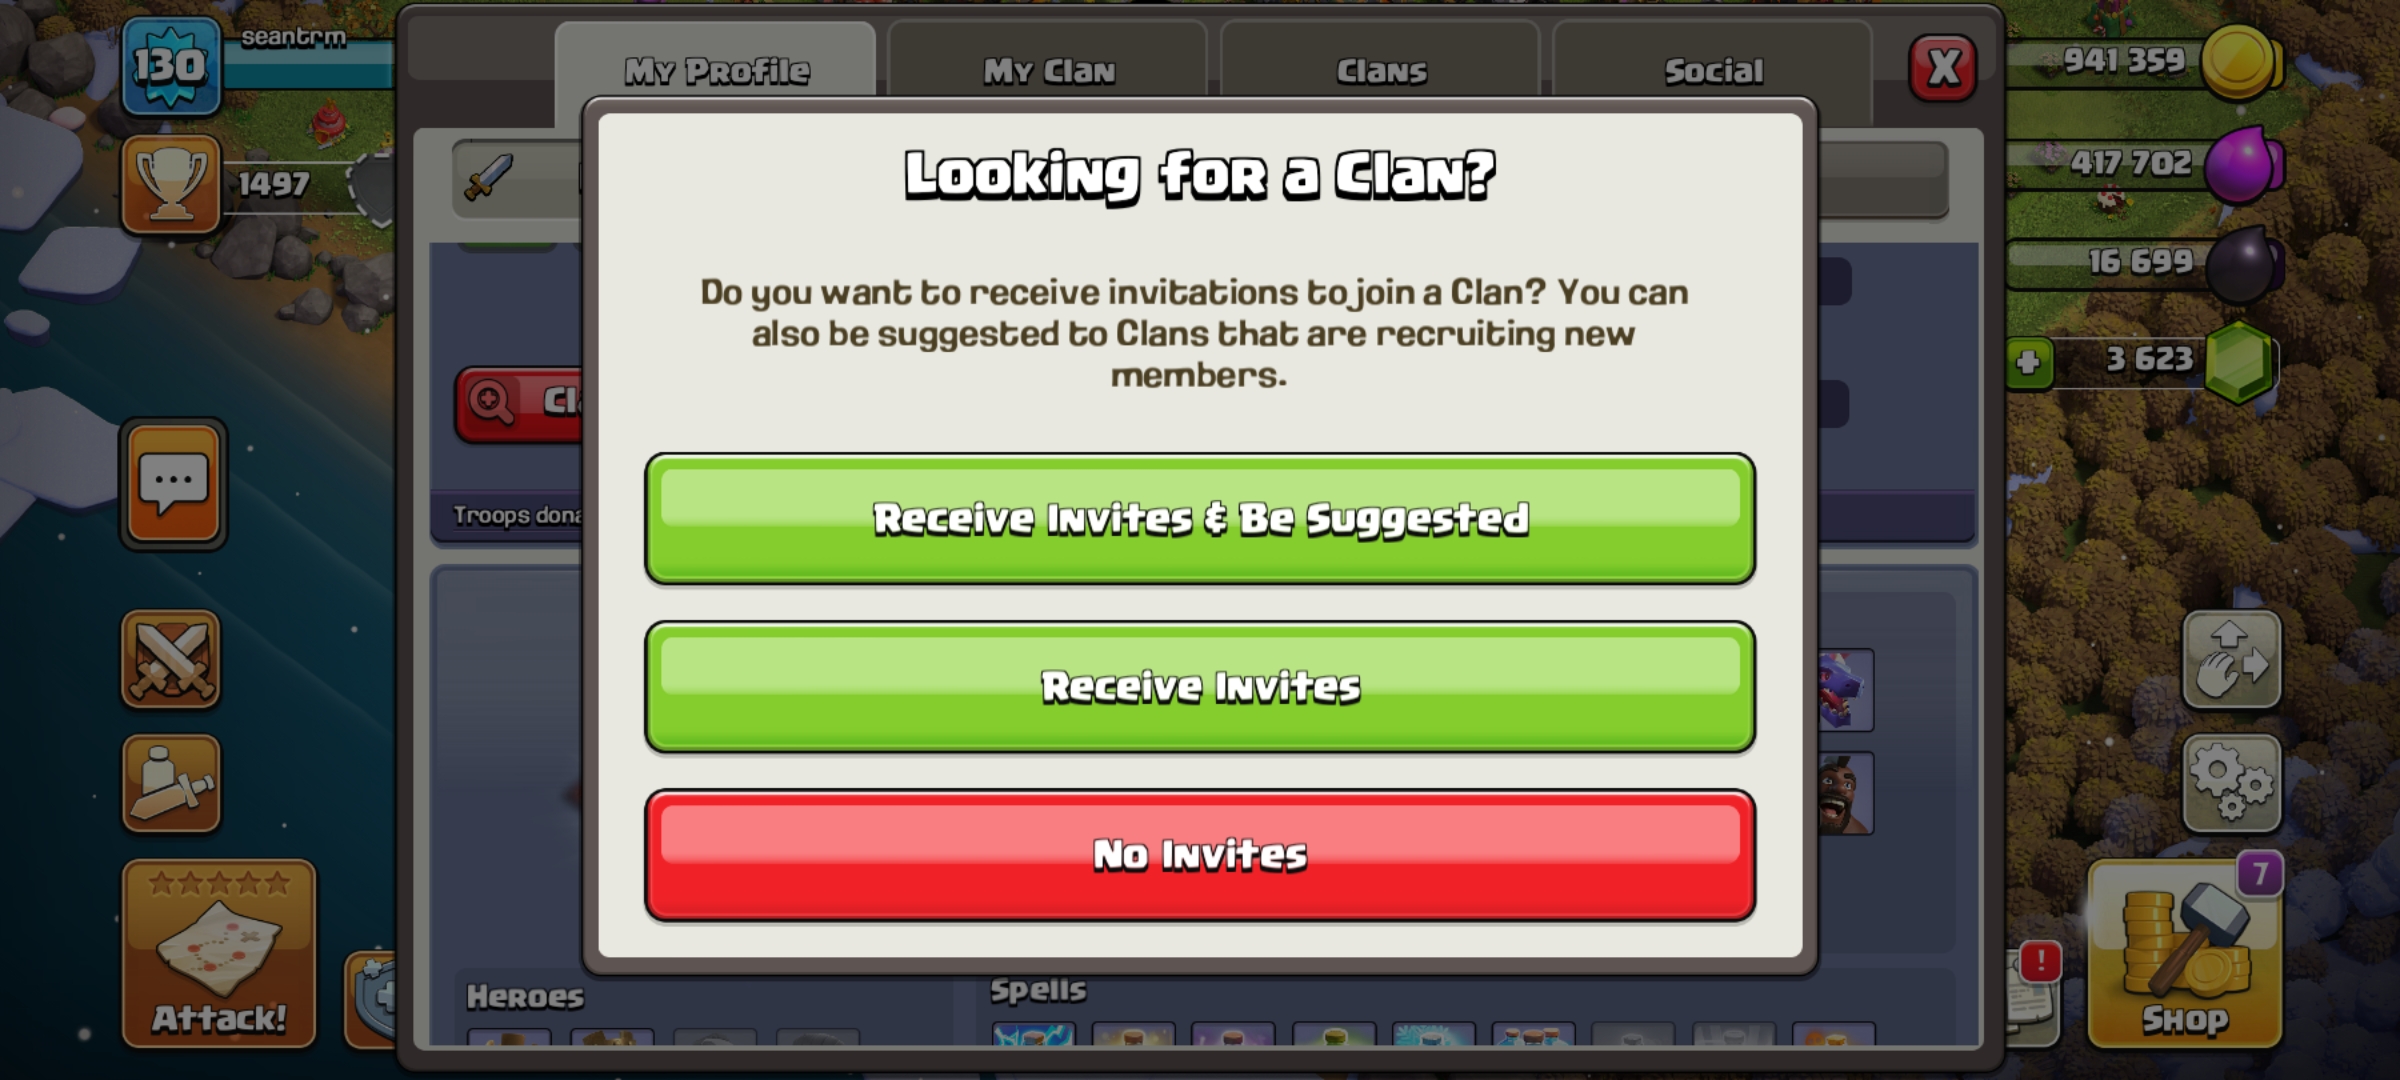 130
seantrm
My Profile
My Clan
Clans
Social
X
941 359
1497
417 702
16 699
3 623
Looking for a Clan?
Do you want to receive invitations to join a Clan? You can
also be suggested to Clans that are recruiting new
members.
Receive Invites & Be Suggested
Receive Invites
No Invites
Troops
Heroes
Spells
Attack!
7
!
Shop